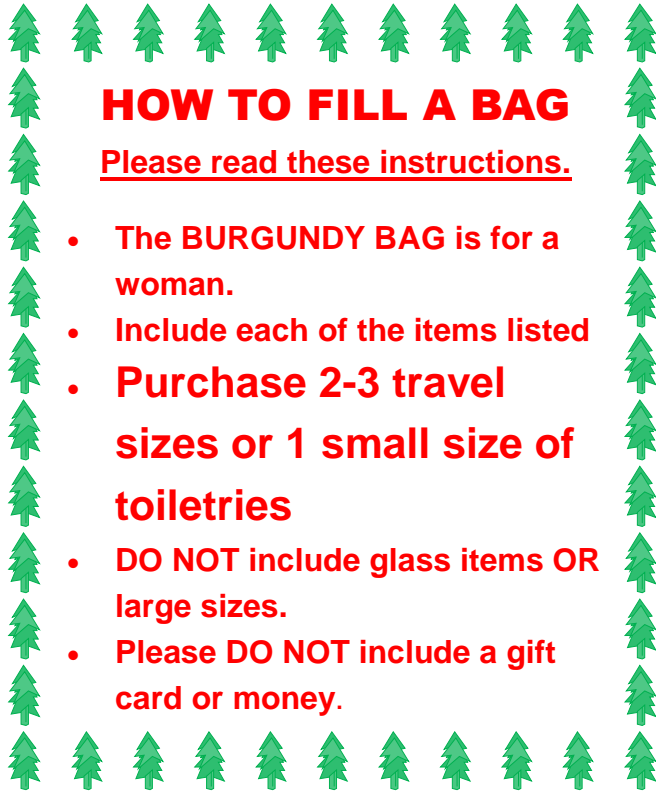 HOW TO FILL A BAG
Please read these instructions.
• The BURGUNDY BAG is for a
woman.
• Include each of the items listed
• Purchase 2-3 travel
sizes or 1 small size of
toiletries
• DO NOT include glass items OR
large sizes.
• Please DO NOT include a gift
card or money.